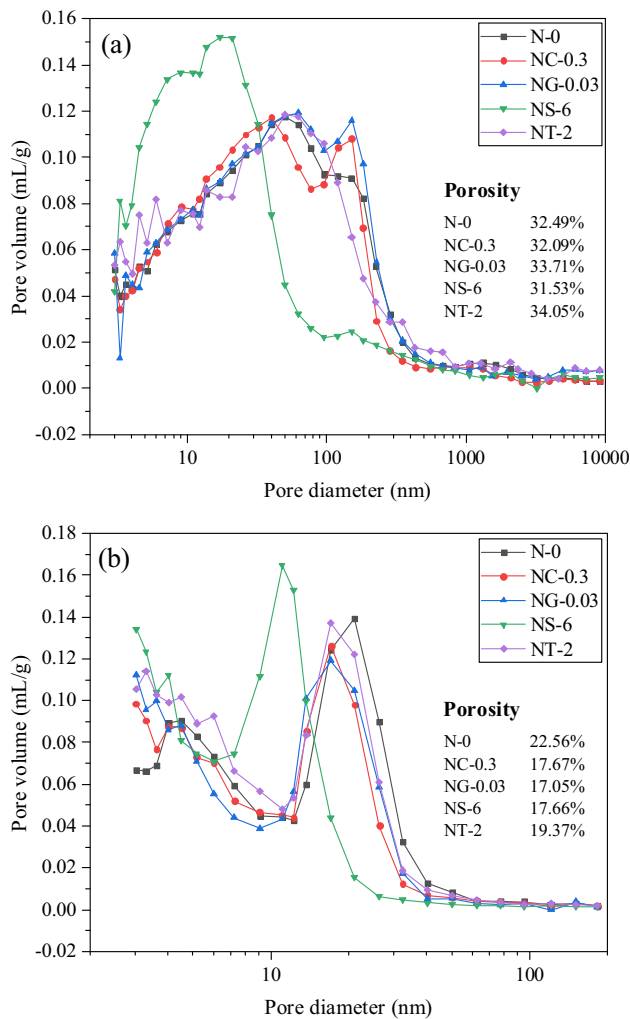 (a)
N-0
NC-0.3
NG-0.03
NS-6
NT-2
Porosity
N-0 32.49%
NC-0.3 32.09%
NG-0.03 33.71%
NS-6 31.53%
NT-2 34.05%
0.16
0.14
0.12
0.10
0.08
0.06
0.04
0.02
0.00
-0.02
Pore volume (mL/g)
10 100 1000 10000
Pore diameter (nm)
(b)
N-0
NC-0.3
NG-0.03
NS-6
NT-2
Porosity
N-0 22.56%
NC-0.3 17.67%
NG-0.03 17.05%
NS-6 17.66%
NT-2 19.37%
0.18
0.16
0.14
0.12
0.10
0.08
0.06
0.04
0.02
0.00
-0.02
Pore volume (mL/g)
10 100
Pore diameter (nm)